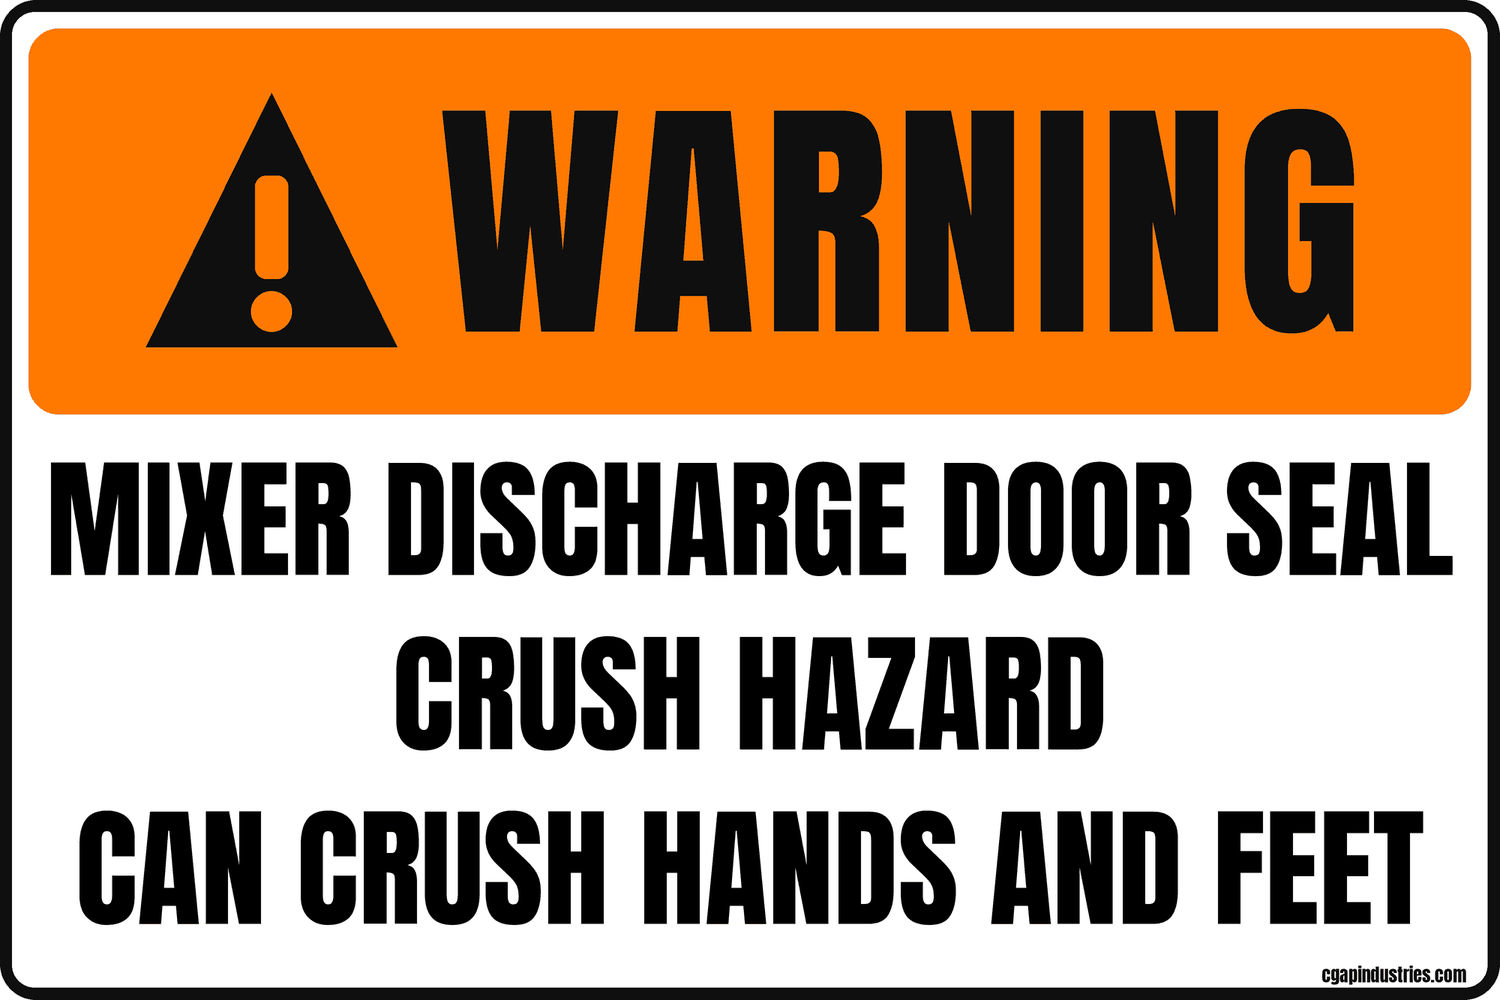 WARNING
MIXER DISCHARGE DOOR SEAL
CRUSH HAZARD
CAN CRUSH HANDS AND FEET
cgapindustries.com